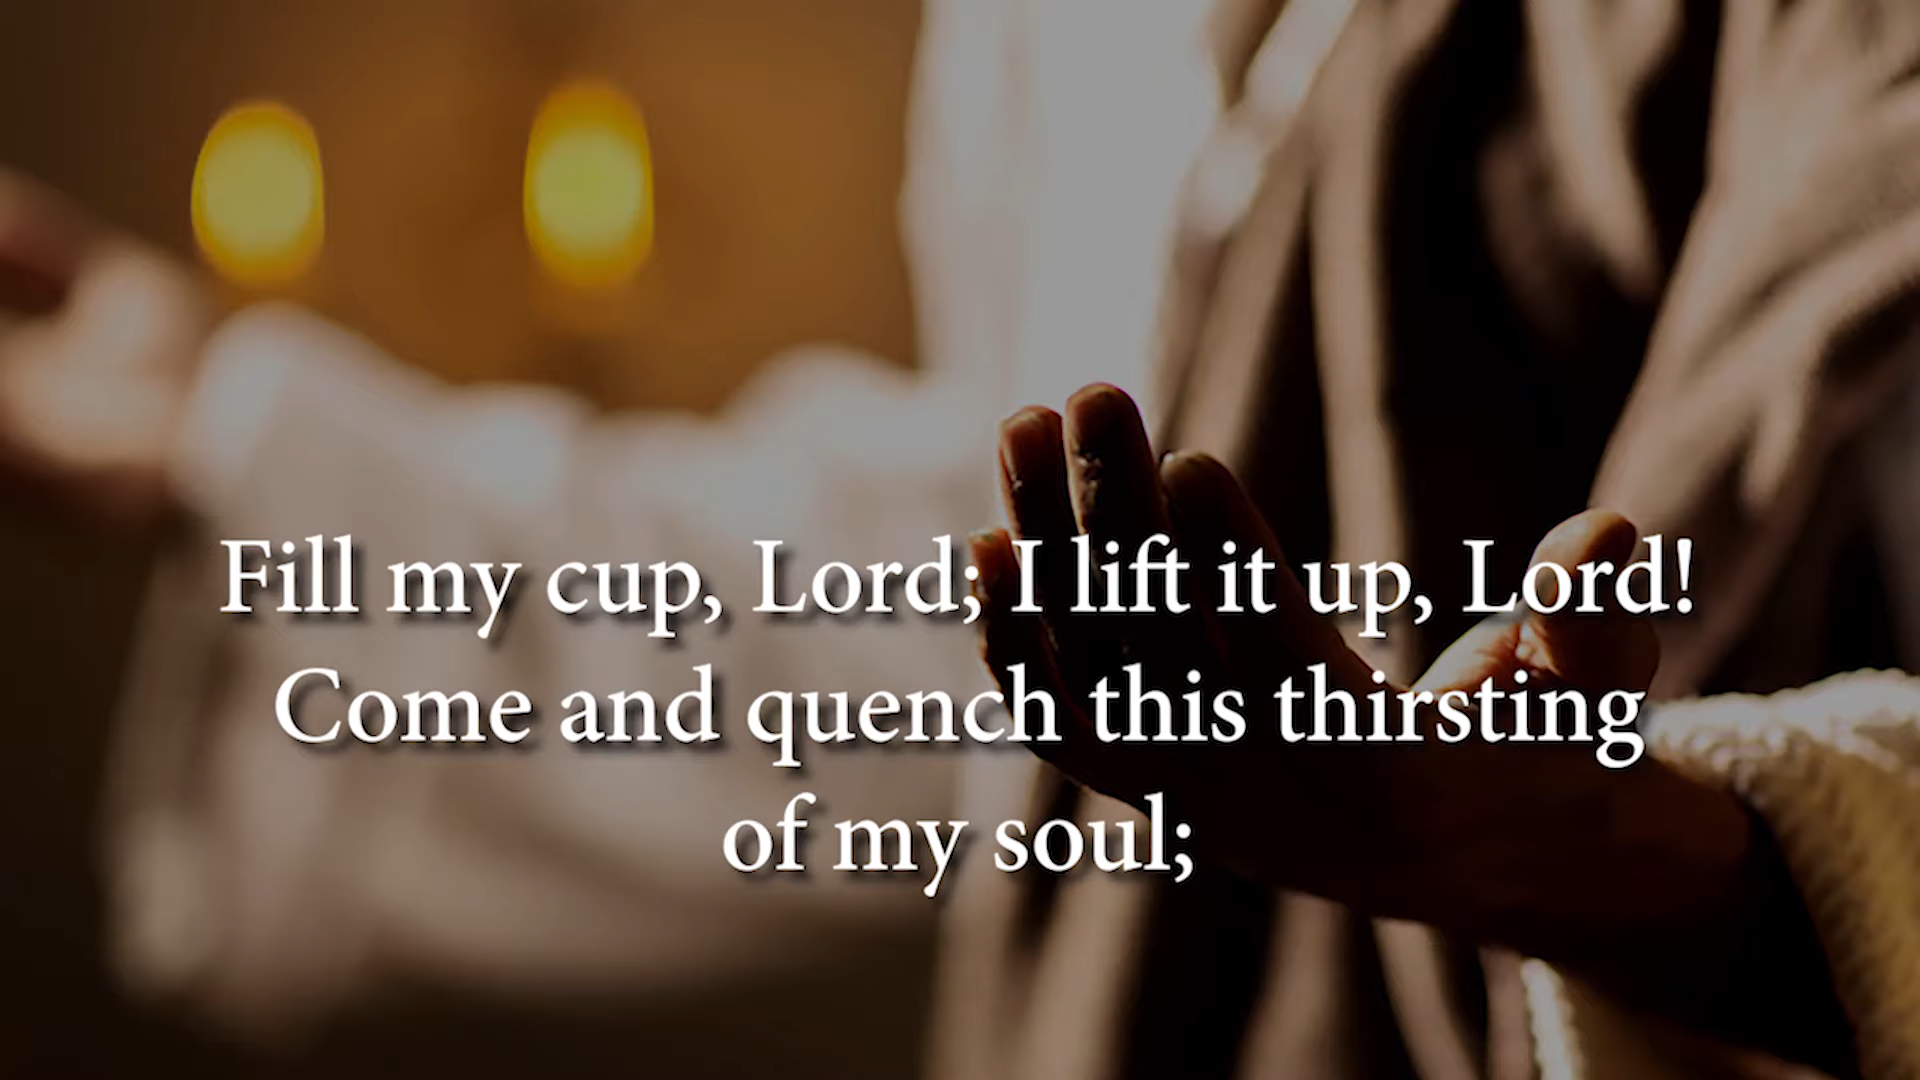 Fill my cup, Lord; I lift it up, Lord!
Come and quench this thirsting
of my soul;